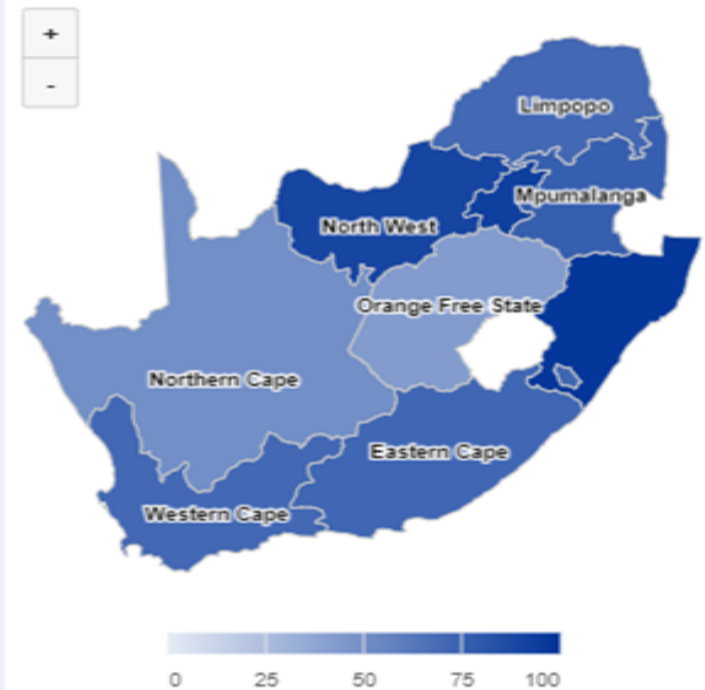 +
-
Limpopo
Mpumalanga
North West
Orange Free State
Northern Cape
Eastern Cape
Western Cape
0 25 50 75 100